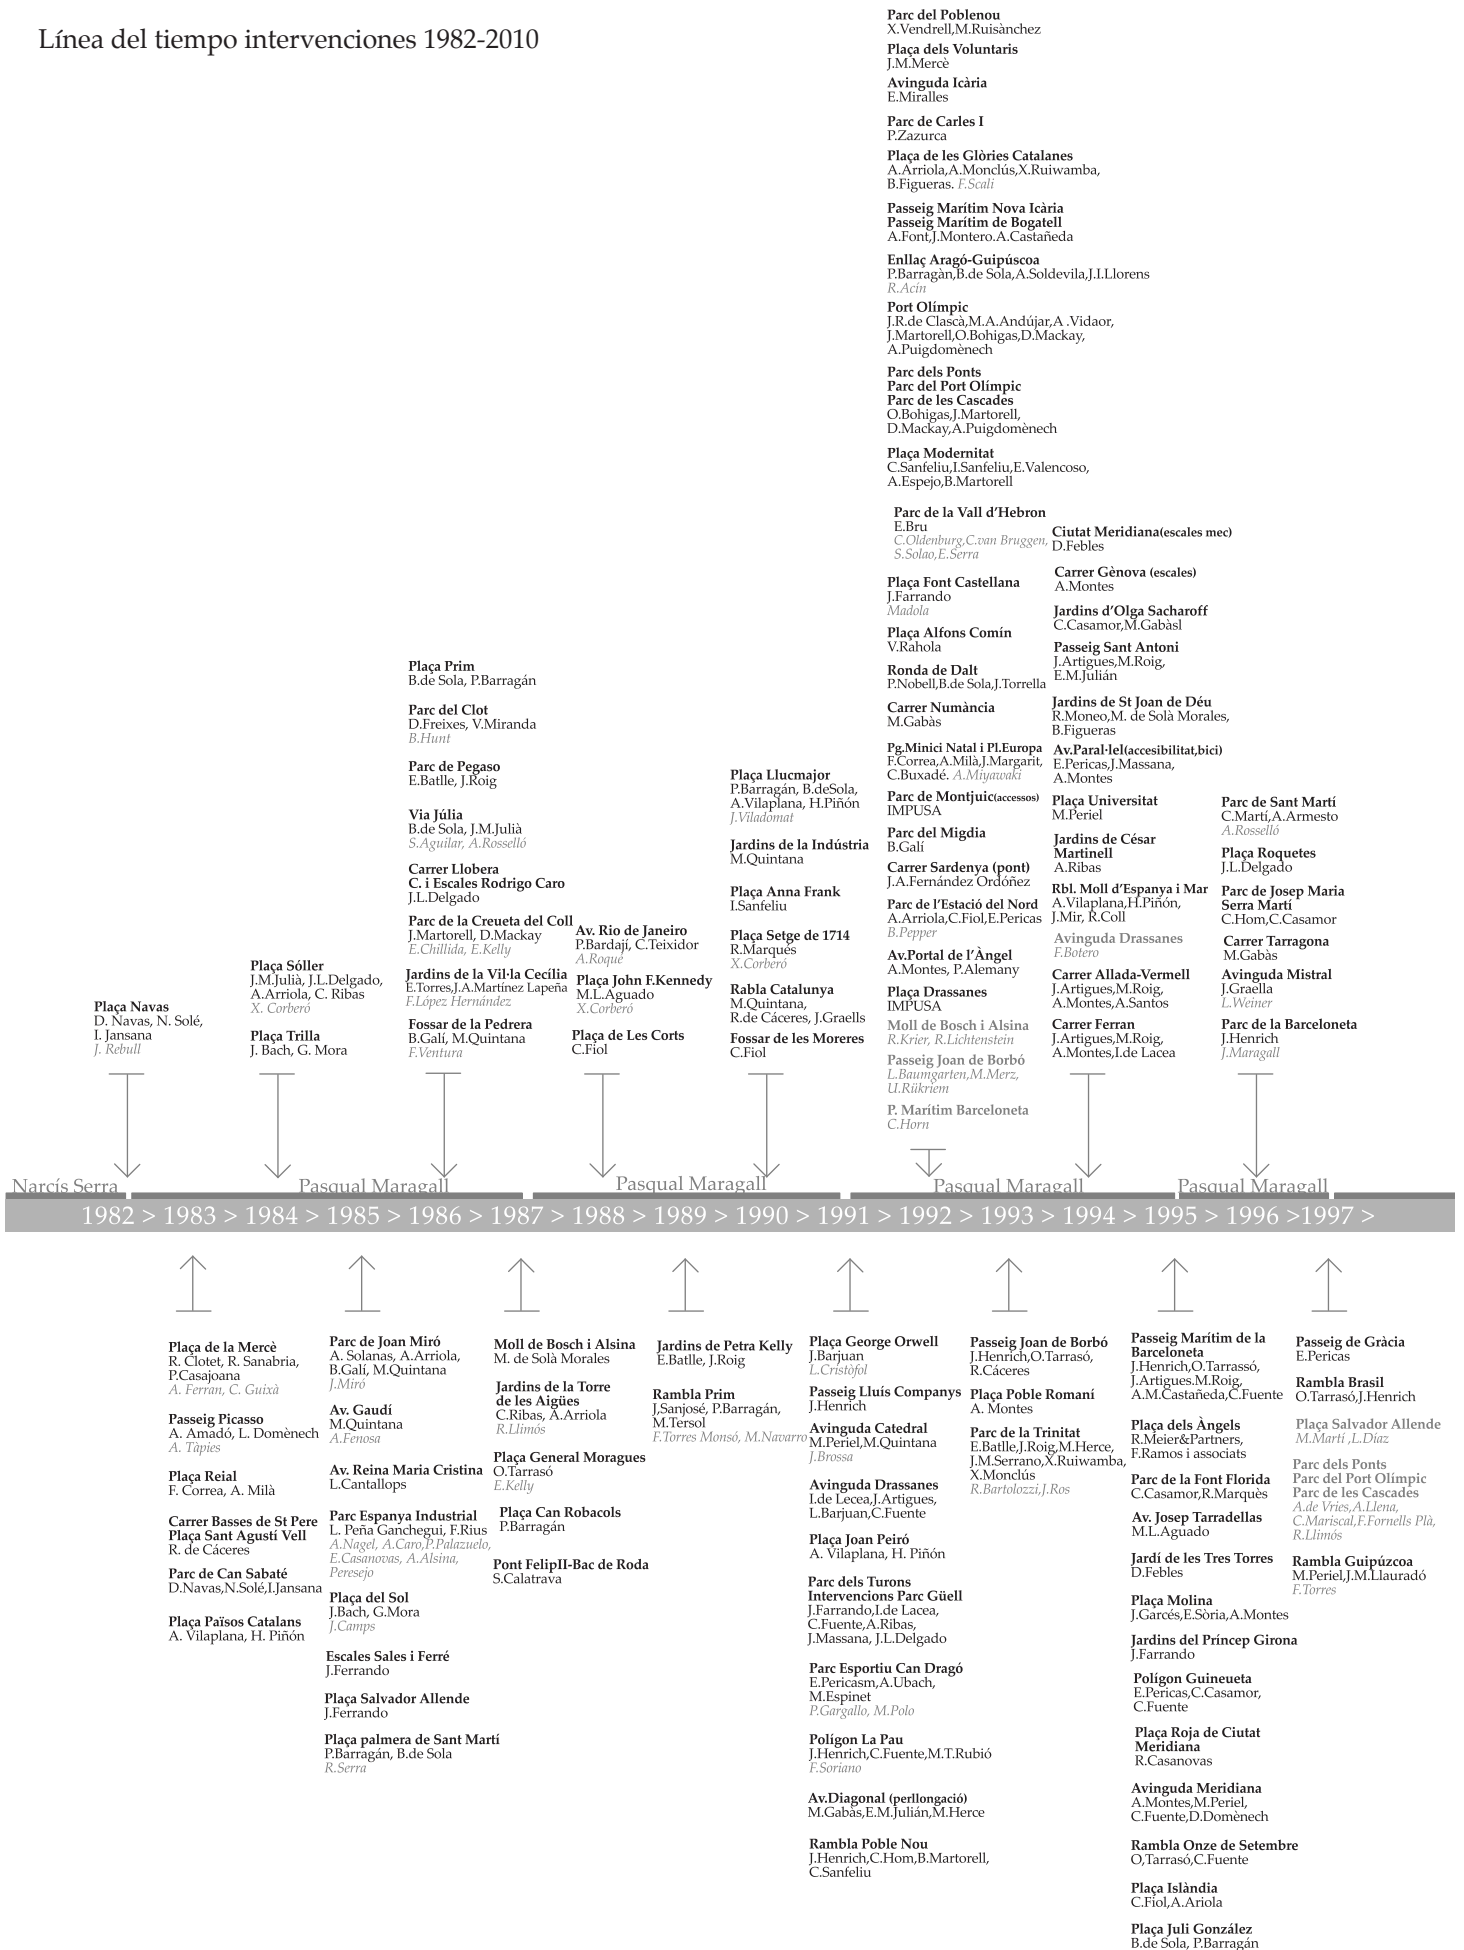 Línea del tiempo intervenciones 1982-2010
Plaça Navas
D. Navas, N. Solé,
I. Jansana
J. Rebull
Plaça Sóller
J.M.Julià, J.L.Delgado,
A.Arriola, C. Ribas
X. Corberó
Plaça Trilla
J. Bach, G. Mora
Plaça Prim
B.de Sola, P.Barragán
Parc del Clot
D.Freixes, V.Miranda
B.Hunt
Parc de Pegaso
E.Batlle, J.Roig
Via Júlia
B.de Sola, J.M.Julià
S.Aguilar, A.Rosselló
Carrer Llobera
C. i Escales Rodrigo Caro
J.L.Delgado
Parc de la Creueta del Coll
J.Martorell, D.Mackay
E.Chillida, E.Kelly
Jardins de la Vil·la Cecília
E.Torres,J.A.Martínez Lapeña
F.López Hernández
Fossar de la Pedrera
B.Galí, M.Quintana
F.Ventura
Av. Rio de Janeiro
P.Bardají, C.Teixidor
A.Roqué
Plaça John F.Kennedy
M.L.Aguado
X.Corberó
Plaça de Les Corts
C.Fiol
Plaça Llucmajor
P.Barragán, B.deSola,
A.Vilaplana, H.Piñón
J.Viladomat
Jardins de la Indústria
M.Quintana
Plaça Anna Frank
I.Sanfeliu
Plaça Setge de 1714
R.Marqués
X.Corberó
Rabla Catalunya
M.Quintana,
R.de Cáceres, J.Graells
Fossar de les Moreres
C.Fiol
Parc del Poblenou
X.Vendrell,M.Ruisànchez
Plaça dels Voluntaris
J.M.Mercè
Avinguda Icària
E.Miralles
Parc de Carles I
P.Zazurca
Plaça de les Glòries Catalanes
A.Arriola,A.Monclús,X.Ruiwamba,
B.Figueras. F.Scali
Passeig Marítim Nova Icària
Passeig Marítim de Bogatell
A.Font,J.Montero.A.Castañeda
Enllaç Aragó-Guipúscoa
P.Barragàn,B.de Sola,A.Soldevila,J.I.Llorens
R.Acín
Port Olímpic
J.R.de Clascà,M.A.Andújar,A .Vidaor,
J.Martorell,O.Bohigas,D.Mackay,
A.Puigdomènech
Parc dels Ponts
Parc del Port Olímpic
Parc de les Cascades
O.Bohigas,J.Martorell,
D.Mackay,A.Puigdomènech
Plaça Modernitat
C.Sanfeliu,I.Sanfeliu,E.Valencoso,
A.Espejo,B.Martorell
Parc de la Vall d’Hebron
E.Bru
C.Oldenburg,C.van Bruggen,
S.Solao,E.Serra
Plaça Font Castellana
J.Farrando
Madola
Plaça Alfons Comín
V.Rahola
Ronda de Dalt
P.Nobell,B.de Sola,J.Torrella
Carrer Numància
M.Gabàs
Pg.Minici Natal i Pl.Europa
F.Correa,A.Milà,J.Margarit,
C.Buxadé. A.Miyawaki
Parc de Montjuic(accessos)
IMPUSA
Parc del Migdia
B.Galí
Carrer Sardenya (pont)
J.A.Fernández Ordóñez
Parc de l’Estació del Nord
A.Arriola,C.Fiol,E.Pericas
B.Pepper
Av.Portal de l’Àngel
A.Montes, P.Alemany
Plaça Drassanes
IMPUSA
Moll de Bosch i Alsina
R.Krier, R.Lichtenstein
Passeig Joan de Borbó
L.Baumgarten,M.Merz,
U.Rükriem
P. Marítim Barceloneta
C.Horn
Ciutat Meridiana(escales mec)
D.Febles
Carrer Gènova (escales)
A.Montes
Jardins d’Olga Sacharoff
C.Casamor,M.Gabàsl
Passeig Sant Antoni
J.Artigues,M.Roig,
E.M.Julián
Jardins de St Joan de Déu
R.Moneo,M. de Solà Morales,
B.Figueras
Av.Paral·lel(accesibilitat,bici)
E.Pericas,J.Massana,
A.Montes
Plaça Universitat
M.Periel
Jardins de César
Martinell
A.Ribas
Rbl. Moll d’Espanya i Mar
A.Vilaplana,H.Piñón,
J.Mir, R.Coll
Avinguda Drassanes
F.Botero
Carrer Allada-Vermell
J.Artigues,M.Roig,
A.Montes,A.Santos
Carrer Ferran
J.Artigues,M.Roig,
A.Montes,I.de Lacea
Parc de Sant Martí
C.Martí,A.Armesto
A.Rosselló
Plaça Roquetes
J.L.Delgado
Parc de Josep Maria
Serra Martí
C.Hom,C.Casamor
Carrer Tarragona
M.Gabàs
Avinguda Mistral
J.Graella
L.Weiner
Parc de la Barceloneta
J.Henrich
J.Maragall
Narcís Serra
Pasqual Maragall
Pasqual Maragall
Pasqual Maragall
Pasqual Maragall
1982 > 1983 > 1984 > 1985 > 1986 > 1987 > 1988 > 1989 > 1990 > 1991 > 1992 > 1993 > 1994 > 1995 > 1996 >1997 >
Plaça de la Mercè
R. Clotet, R. Sanabria,
P.Casajoana
A. Ferran, C. Guixà
Passeig Picasso
A. Amadó, L. Domènech
A. Tàpies
Plaça Reial
F. Correa, A. Milà
Carrer Basses de St Pere
Plaça Sant Agustí Vell
R. de Cáceres
Parc de Can Sabaté
D.Navas,N.Solé,I.Jansana
Plaça Països Catalans
A. Vilaplana, H. Piñón
Parc de Joan Miró
A. Solanas, A.Arriola,
B.Galí, M.Quintana
J.Miró
Av. Gaudí
M.Quintana
A.Fenosa
Av. Reina Maria Cristina
L.Cantallops
Parc Espanya Industrial
L. Peña Ganchegui, F.Rius
A.Nagel, A.Caro,P.Palazuelo,
E.Casanovas, A.Alsina,
Peresejo
Plaça del Sol
J.Bach, G.Mora
J.Camps
Escales Sales i Ferré
J.Ferrando
Plaça Salvador Allende
J.Ferrando
Plaça palmera de Sant Martí
P.Barragán, B.de Sola
R.Serra
Moll de Bosch i Alsina
M. de Solà Morales
Jardins de la Torre
de les Aigües
C.Ribas, A.Arriola
R.Llimós
Plaça General Moragues
O.Tarrasó
E.Kelly
Plaça Can Robacols
P.Barragán
Pont FelipII-Bac de Roda
S.Calatrava
Jardins de Petra Kelly
E.Batlle, J.Roig
Rambla Prim
J,Sanjosé, P.Barragán,
M.Tersol
F.Torres Monsó, M.Navarro
Plaça George Orwell
J.Barjuan
L.Cristòfol
Passeig Lluís Companys
J.Henrich
Avinguda Catedral
M.Periel,M.Quintana
J.Brossa
Avinguda Drassanes
I.de Lecea,J.Artigues,
L.Barjuan,C.Fuente
Plaça Joan Peiró
A. Vilaplana, H. Piñón
Parc dels Turons
Intervencions Parc Güell
J.Farrando,I.de Lacea,
C.Fuente,A.Ribas,
J.Massana, J.L.Delgado
Parc Esportiu Can Dragó
E.Pericasm,A.Ubach,
M.Espinet
P.Gargallo, M.Polo
Polígon La Pau
J.Henrich,C.Fuente,M.T.Rubió
F.Soriano
Av.Diagonal (perllongació)
M.Gabàs,E.M.Julián,M.Herce
Rambla Poble Nou
J.Henrich,C.Hom,B.Martorell,
C.Sanfeliu
Passeig Joan de Borbó
J.Henrich,O.Tarrasó,
R.Cáceres
Plaça Poble Romaní
A. Montes
Parc de la Trinitat
E.Batlle,J.Roig,M.Herce,
J.M.Serrano,X.Ruiwamba,
X.Monclús
R.Bartolozzi,J.Ros
Passeig Marítim de la
Barceloneta
J.Henrich,O.Tarrassó,
J.Artigues.M.Roig,
A.M.Castañeda,C.Fuente
Plaça dels Àngels
R.Meier&Partners,
F.Ramos i associats
Parc de la Font Florida
C.Casamor,R.Marquès
Av. Josep Tarradellas
M.L.Aguado
Jardí de les Tres Torres
D.Febles
Plaça Molina
J.Garcés,E.Sòria,A.Montes
Jardins del Príncep Girona
J.Farrando
Polígon Guineueta
E.Pericas,C.Casamor,
C.Fuente
Plaça Roja de Ciutat
Meridiana
R.Casanovas
Avinguda Meridiana
A.Montes,M.Periel,
C.Fuente,D.Domènech
Rambla Onze de Setembre
O,Tarrasó,C.Fuente
Plaça Islàndia
C.Fiol,A.Ariola
Plaça Juli González
B.de Sola, P.Barragán
Passeig de Gràcia
E.Pericas
Rambla Brasil
O.Tarrasó,J.Henrich
Plaça Salvador Allende
M.Martí ,L.Díaz
Parc dels Ponts
Parc del Port Olímpic
Parc de les Cascades
A.de Vries,A.Llena,
C.Mariscal,F.Fornells Plà,
R.Llimós
Rambla Guipúzcoa
M.Periel,J.M.Llauradó
F.Torres